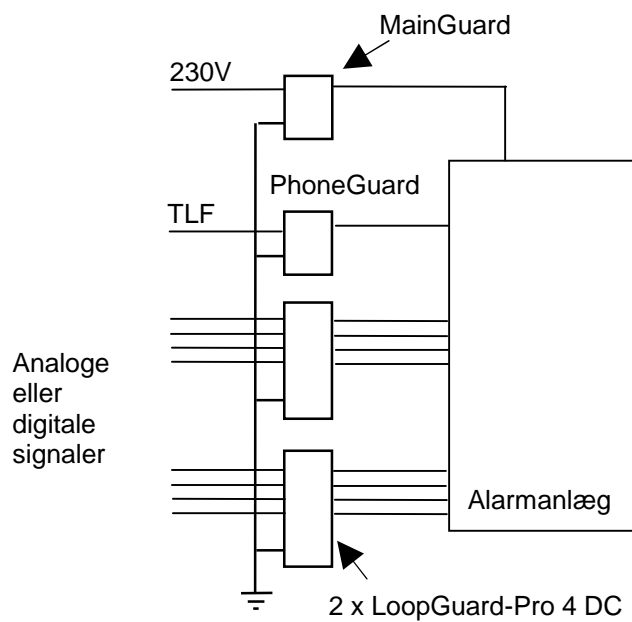 MainGuard
230V
PhoneGuard
TLF
Analoge
eller
digitale
signaler
Alarmanlæg
2 x LoopGuard-Pro 4 DC